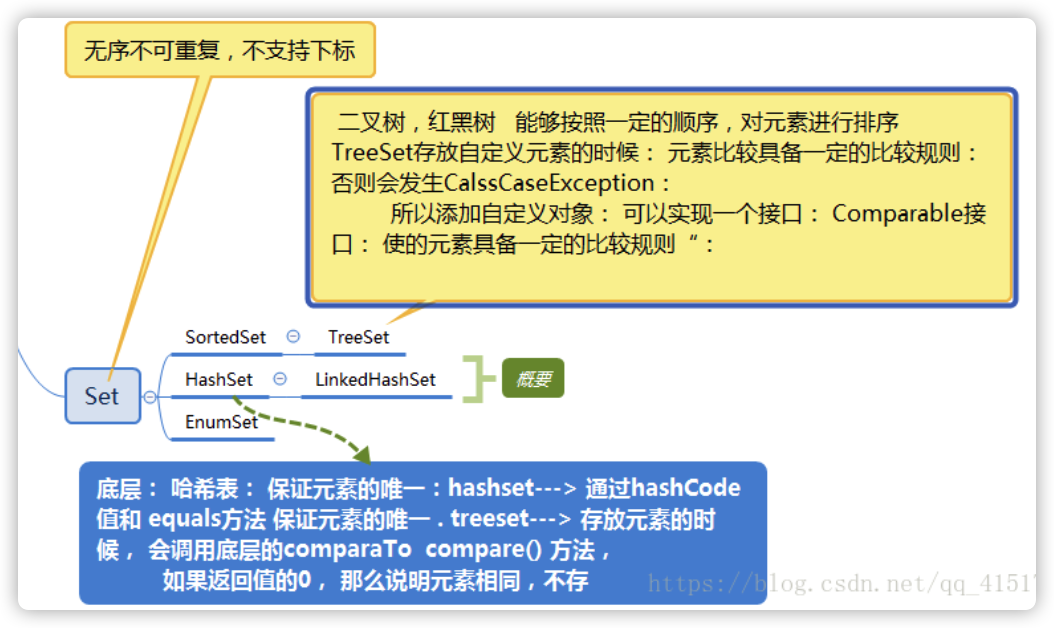 无序不可重复，不支持下标
二叉树，红黑树 能够按照一定的顺序，对元素进行排序
TreeSet存放自定义元素的时候： 元素比较具备一定的比较规则：
否则会发生CalssCaseException：
所以添加自定义对象： 可以实现一个接口： Comparable接
口： 使的元素具备一定的比较规则“：
SortedSet
TreeSet
HashSet
LinkedHashSet
概要
Set
EnumSet
底层： 哈希表： 保证元素的唯一：hashset---> 通过hashCode
值和 equals方法 保证元素的唯一 . treeset---> 存放元素的时
候， 会调用底层的comparaTo compare() 方法，
如果返回值的0， 那么说明元素相同，不存
https://blog.csdn.net/qq_4151